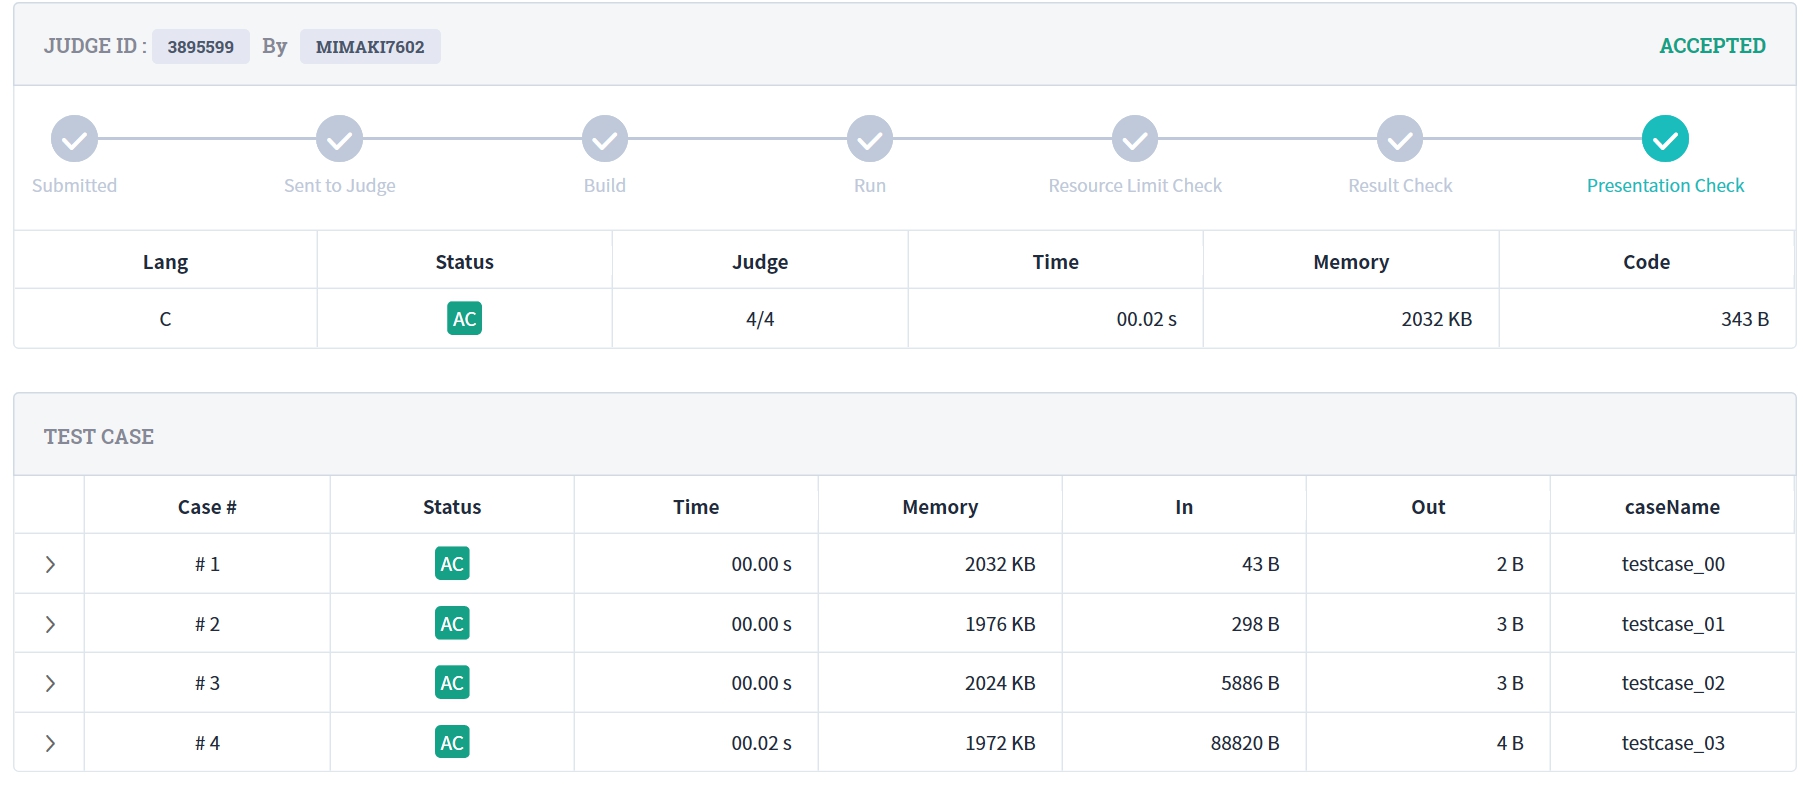 JUDGE ID : 3895599 By MIMAKI7602 ACCEPTED
Submitted Sent to Judge Build Run Resource Limit Check Result Check Presentation Check
Lang Status Judge Time Memory Code
C AC 4/4 00.02 s 2032 KB 343 B
TEST CASE
Case # Status Time Memory In Out caseName
# 1 AC 00.00 s 2032 KB 43 B 2 B testcase_00
# 2 AC 00.00 s 1976 KB 298 B 3 B testcase_01
# 3 AC 00.00 s 2024 KB 5886 B 3 B testcase_02
# 4 AC 00.02 s 1972 KB 88820 B 4 B testcase_03